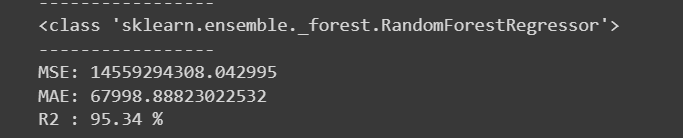 -----------------
<class 'sklearn.ensemble._forest.RandomForestRegressor'>
-----------------
MSE: 14559294308.042995
MAE: 67998.88823022532
R2 : 95.34 %